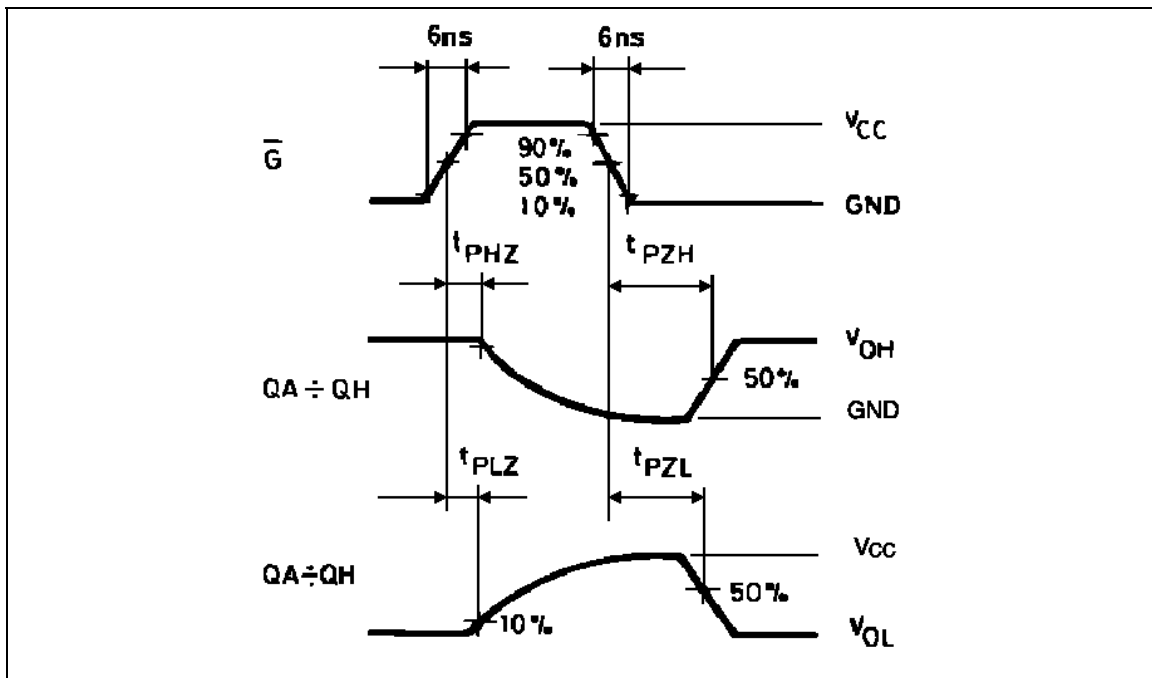 6ns 6ns
G̅
90%
50%
10%
VCC
GND
tPHZ tPZH
QA ÷ QH
VOH
50%
GND
tPLZ tPZL
QA÷QH
10%
Vcc
50%
VOL